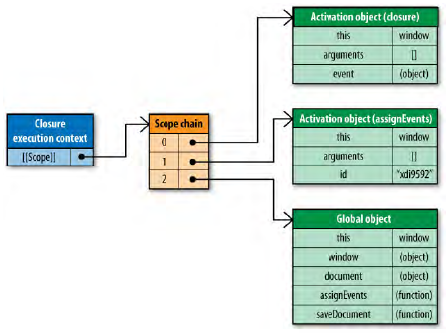 Activation object (closure)
this window
arguments []
event (object)
Closure
execution context
[[Scope]]
Scope chain
0
1
2
Activation object (assignEvents)
this window
arguments []
id "xdi9592"
Global object
this window
window (object)
document (object)
assignEvents (function)
saveDocument (function)